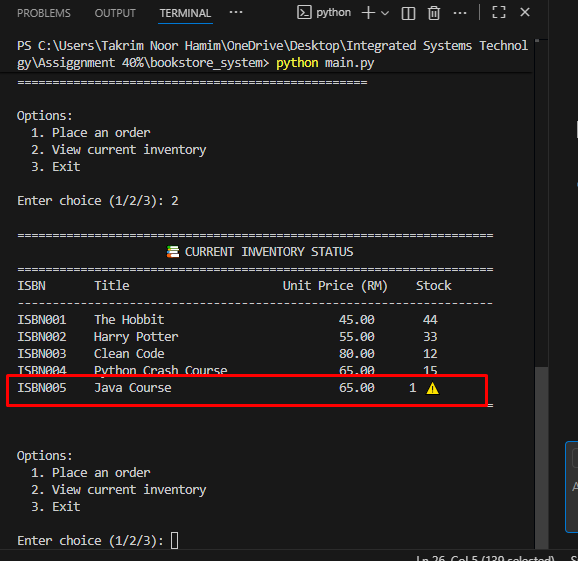 PROBLEMS OUTPUT TERMINAL ··· python
PS C:\Users\Takrim Noor Hamim\OneDrive\Desktop\Integrated Systems Technol
gy\Assiggnment 40%\bookstore_system> python main.py
==================================================
Options:
1. Place an order
2. View current inventory
3. Exit
Enter choice (1/2/3): 2
====================================================================
📚 CURRENT INVENTORY STATUS
====================================================================
ISBN Title Unit Price (RM) Stock
--------------------------------------------------------------------
ISBN001 The Hobbit 45.00 44
ISBN002 Harry Potter 55.00 33
ISBN003 Clean Code 80.00 12
ISBN004 Python Crash Course 65.00 15
ISBN005 Java Course 65.00 1 ⚠️
=
Options:
1. Place an order
2. View current inventory
3. Exit
Enter choice (1/2/3):
Ln 26, Col 5 (139 selected)